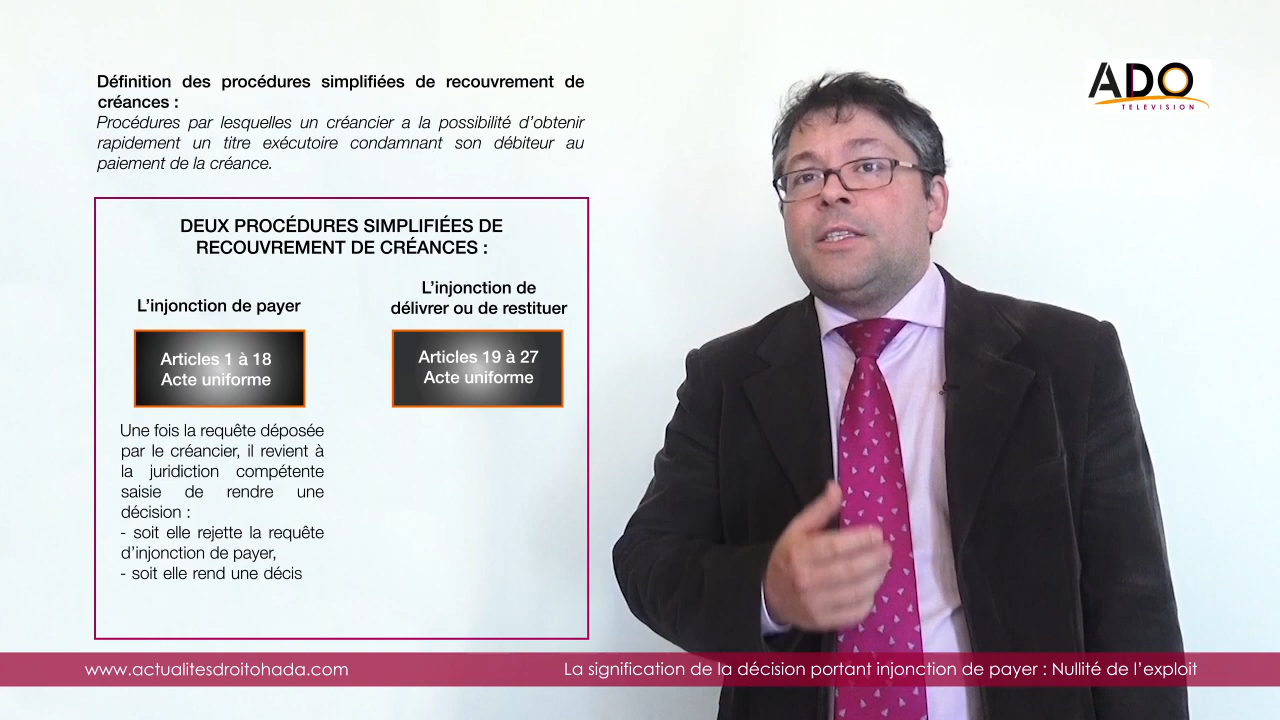 Définition des procédures simplifiées de recouvrement de
créances :
Procédures par lesquelles un créancier a la possibilité d'obtenir
rapidement un titre exécutoire condamnant son débiteur au
paiement de la créance.
DEUX PROCÉDURES SIMPLIFIÉES DE
RECOUVREMENT DE CRÉANCES :
L'injonction de payer
Articles 1 à 18
Acte uniforme
Une fois la requête déposée
par le créancier, il revient à
la juridiction compétente
saisie de rendre une
décision :
- soit elle rejette la requête
d'injonction de payer,
- soit elle rend une décis
L'injonction de
délivrer ou de restituer
Articles 19 à 27
Acte uniforme
ADO
TELEVISION
www.actualitesdroitohada.com
La signification de la décision portant injonction de payer : Nullité de l'exploit